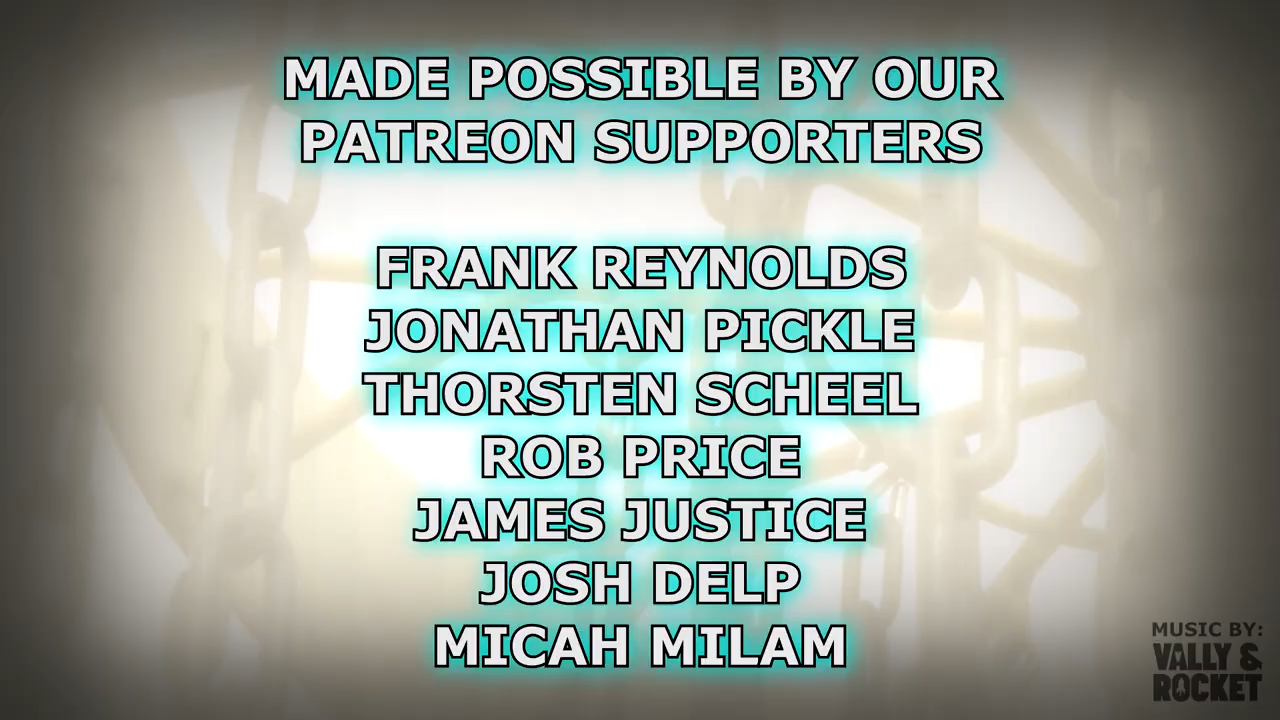 MADE POSSIBLE BY OUR
PATREON SUPPORTERS
FRANK REYNOLDS
JONATHAN PICKLE
THORSTEN SCHEEL
ROB PRICE
JAMES JUSTICE
JOSH DELP
MICAH MILAM
MUSIC BY:
VALLY &
ROCKET